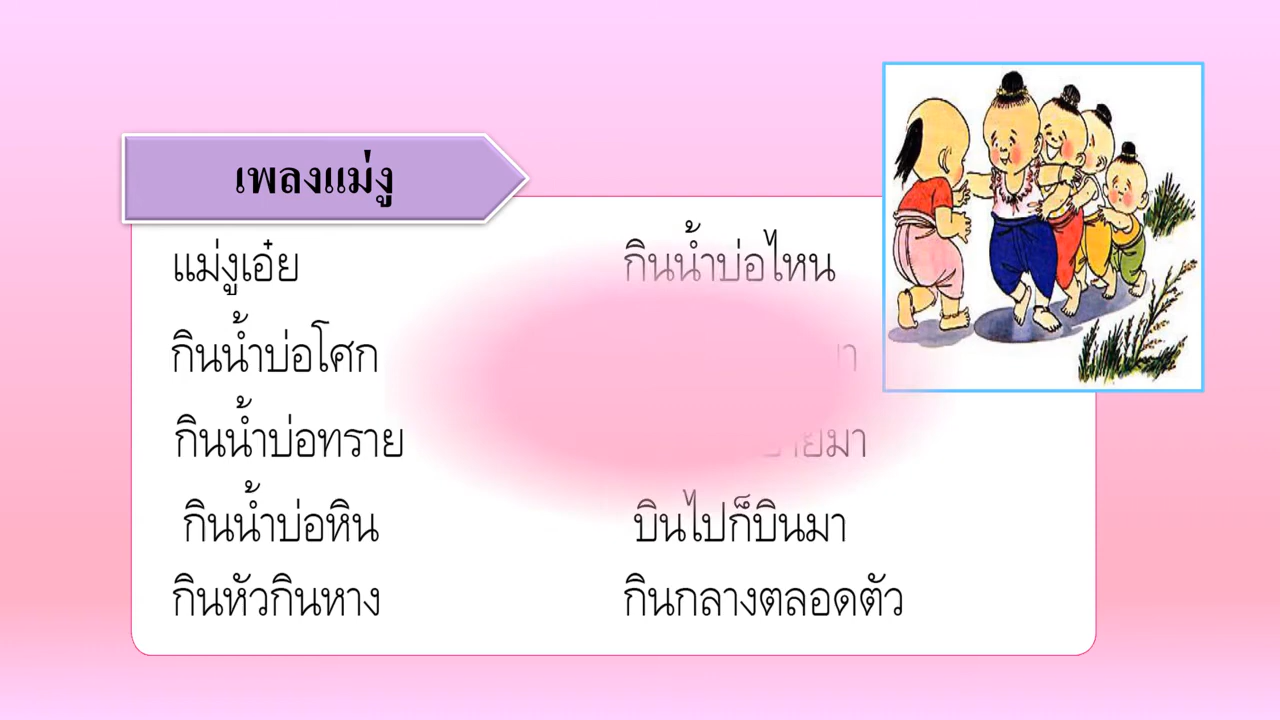 เพลงแม่งู
แม่งูเอ๋ย กินน้ำบ่อไหน
กินน้ำบ่อโศก
กินน้ำบ่อทราย
กินน้ำบ่อหิน บินไปก็บินมา
กินหัวกินหาง กินกลางตลอดตัว